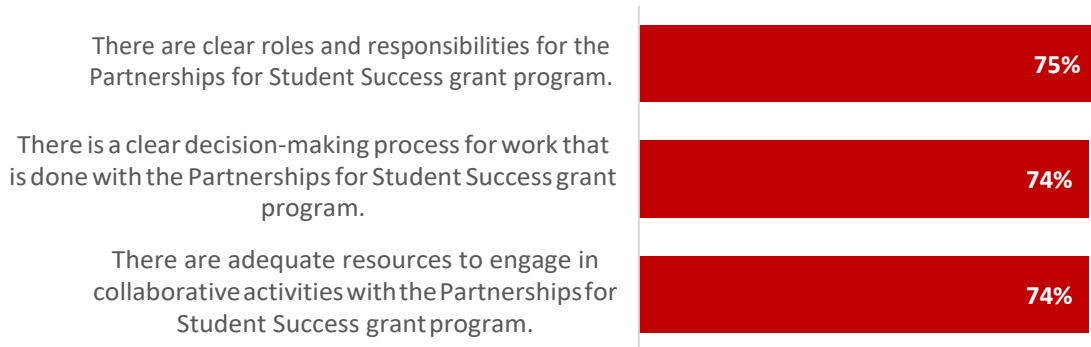 There are clear roles and responsibilities for the
Partnerships for Student Success grant program.
75%
There is a clear decision-making process for work that
is done with the Partnerships for Student Success grant
program.
74%
There are adequate resources to engage in
collaborative activities with the Partnerships for
Student Success grant program.
74%